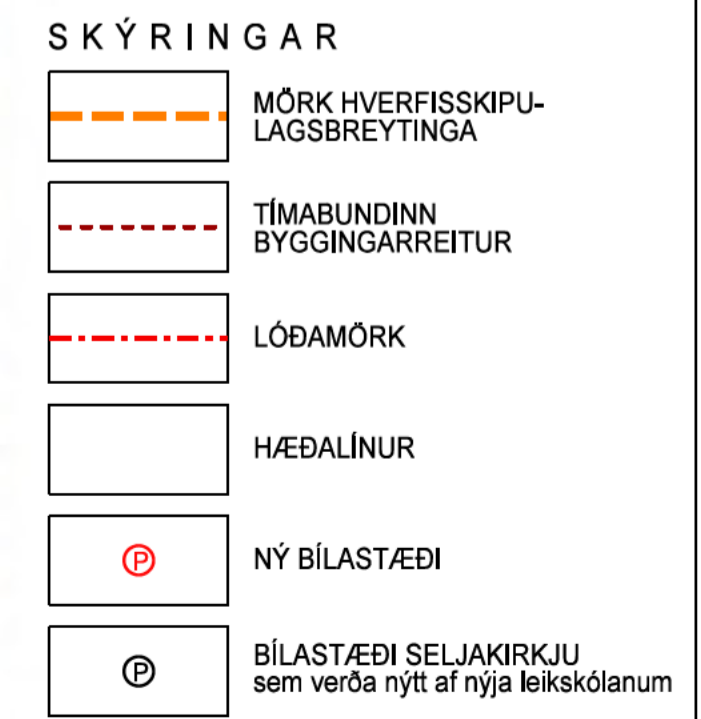 SKÝRINGAR
MÖRK HVERFISSKIPU-
LAGSBREYTINGA
TÍMABUNDINN
BYGGINGARREITUR
LÓÐAMÖRK
HÆÐALÍNUR
P
NÝ BÍLASTÆÐI
P
BÍLASTÆÐI SELJAKIRKJU
sem verða nýtt af nýja leikskólanum